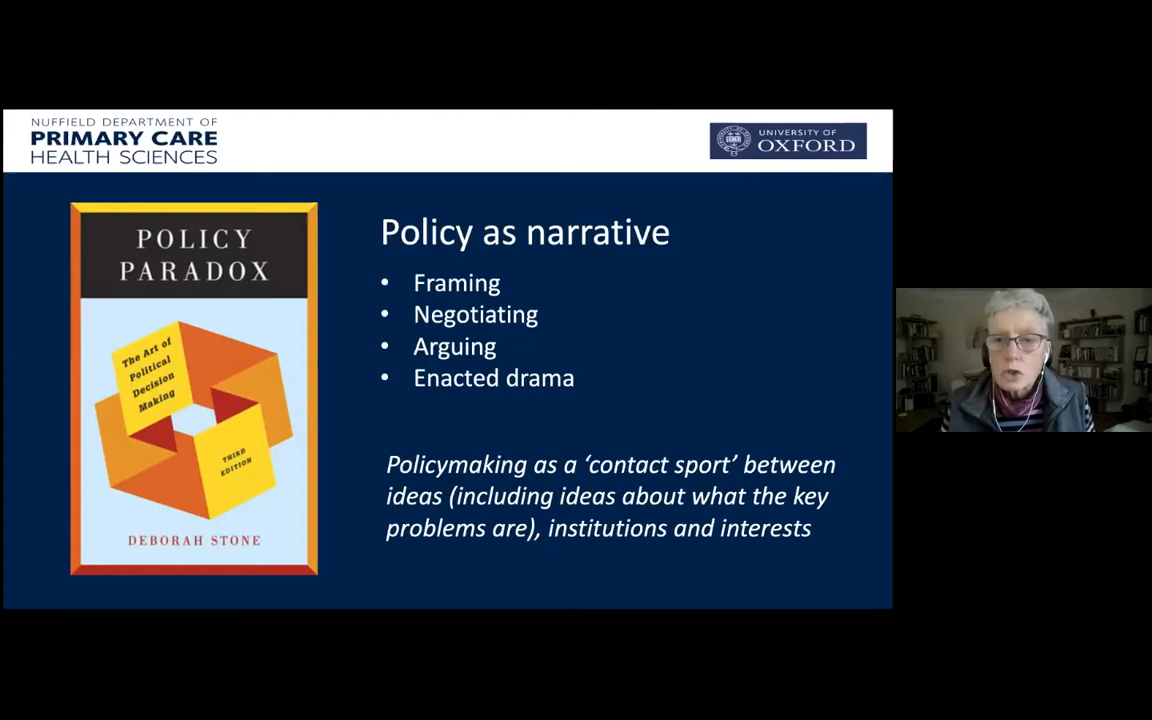 NUFFIELD DEPARTMENT OF
PRIMARY CARE
HEALTH SCIENCES
UNIVERSITY OF
OXFORD
POLICY
PARADOX
The Art of
Political
Decision
Making
THIRD
EDITION
DEBORAH STONE
Policy as narrative
• Framing
• Negotiating
• Arguing
• Enacted drama
Policymaking as a ‘contact sport’ between
ideas (including ideas about what the key
problems are), institutions and interests